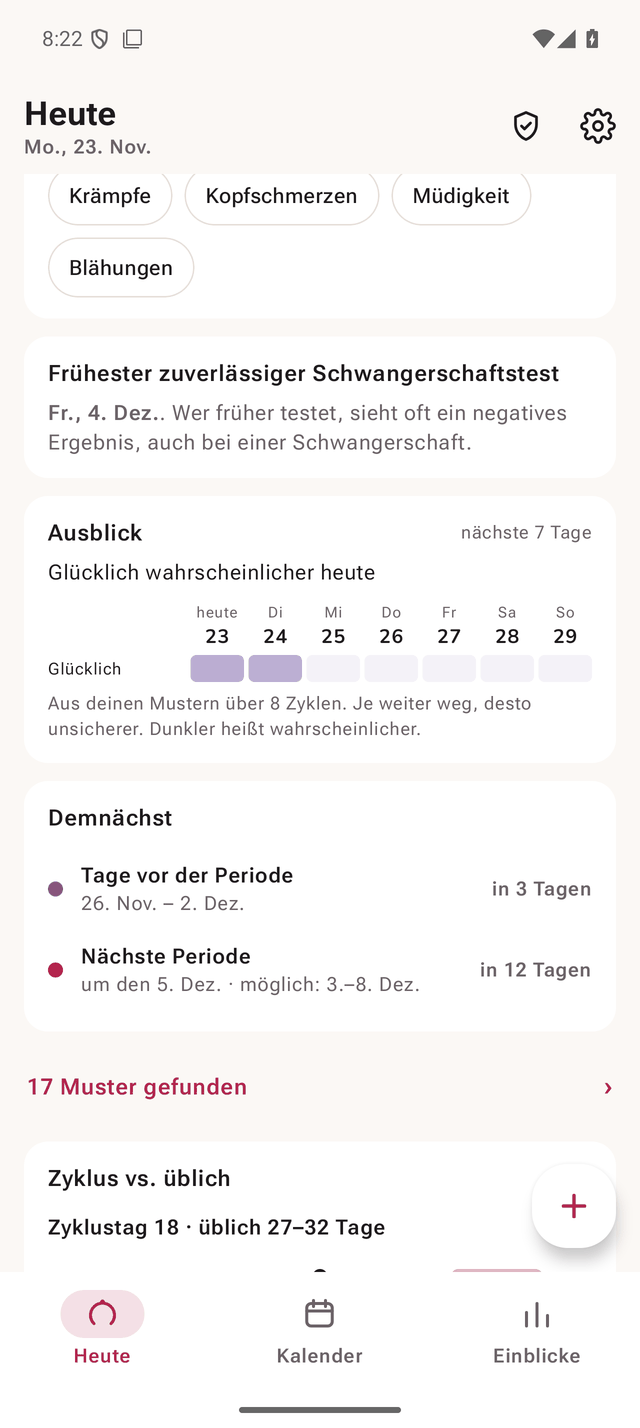 8:22
Heute
Mo., 23. Nov.
Krämpfe
Kopfschmerzen
Müdigkeit
Blähungen
Frühester zuverlässiger Schwangerschaftstest
Fr., 4. Dez.. Wer früher testet, sieht oft ein negatives
Ergebnis, auch bei einer Schwangerschaft.
Ausblick
nächste 7 Tage
Glücklich wahrscheinlicher heute
heute Di Mi Do Fr Sa So
23 24 25 26 27 28 29
Glücklich
Aus deinen Mustern über 8 Zyklen. Je weiter weg, desto
unsicherer. Dunkler heißt wahrscheinlicher.
Demnächst
Tage vor der Periode
26. Nov. – 2. Dez.
in 3 Tagen
Nächste Periode
um den 5. Dez. · möglich: 3.–8. Dez.
in 12 Tagen
17 Muster gefunden ›
Zyklus vs. üblich
Zyklustag 18 · üblich 27–32 Tage
Heute
Kalender
Einblicke